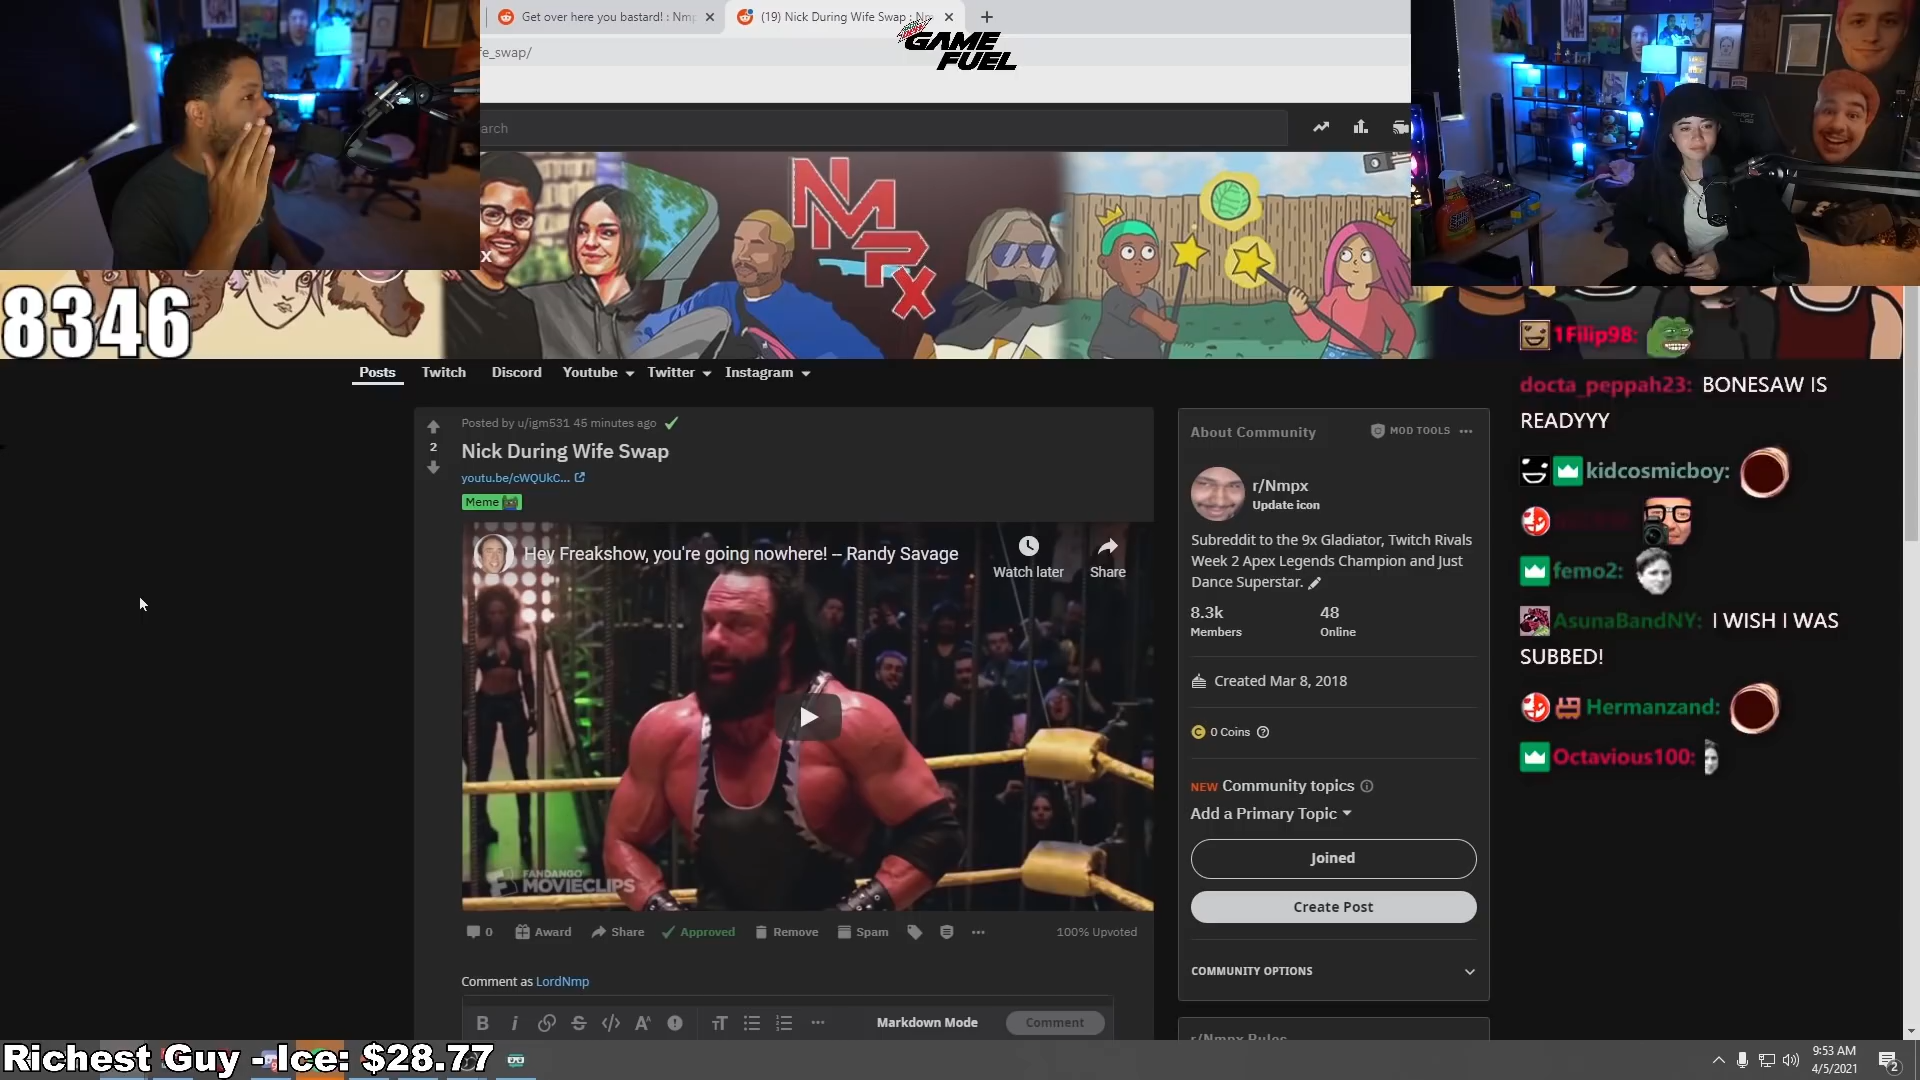 Get over here you bastard! : Nmp
(19) Nick During Wife Swap : Nm
GAME FUEL
fe_swap/
arch
NMPX
8346
Posts
Twitch
Discord
Youtube
Twitter
Instagram
Posted by u/igm531 45 minutes ago
2
Nick During Wife Swap
youtu.be/cWQUkC...
Meme
Hey Freakshow, you're going nowhere! -- Randy Savage
Watch later
Share
FANDANGO
MOVIECLIPS
0
Award
Share
Approved
Remove
Spam
100% Upvoted
Comment as LordNmp
Markdown Mode
Comment
About Community
MOD TOOLS
r/Nmpx
Update icon
Subreddit to the 9x Gladiator, Twitch Rivals
Week 2 Apex Legends Champion and Just
Dance Superstar.
8.3k
48
Members
Online
Created Mar 8, 2018
0 Coins
NEW Community topics
Add a Primary Topic
Joined
Create Post
COMMUNITY OPTIONS
r/Nmpx Rules
1Filip98:
docta_peppah23: BONESAW IS
READYYY
kidcosmicboy:
femo2:
AsunaBandNY: I WISH I WAS
SUBBED!
Hermanzand:
Octavious100:
Richest Guy - Ice: $28.77
9:53 AM
4/5/2021
2